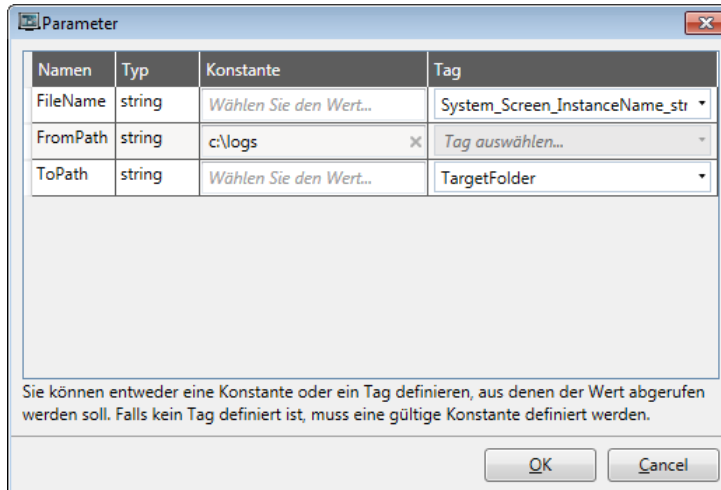 Parameter
Namen Typ Konstante Tag
FileName string Wählen Sie den Wert... System_Screen_InstanceName_str
FromPath string c:\logs Tag auswählen...
ToPath string Wählen Sie den Wert... TargetFolder
Sie können entweder eine Konstante oder ein Tag definieren, aus denen der Wert abgerufen
werden soll. Falls kein Tag definiert ist, muss eine gültige Konstante definiert werden.
OK Cancel